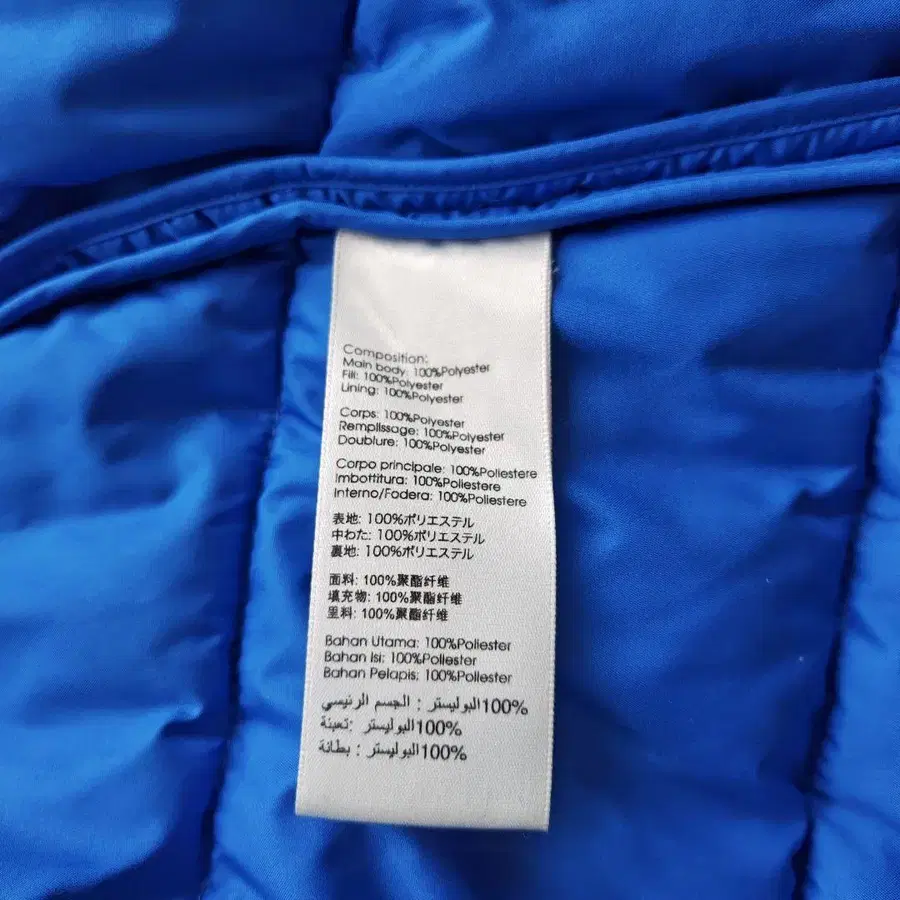 Composition:
Main body: 100%Polyester
Fill: 100%Polyester
Lining: 100%Polyester
Corps: 100%Polyester
Remplissage: 100%Polyester
Doublure: 100%Polyester
Corpo principale: 100%Poliestere
Imbottitura: 100%Poliestere
Interno/Fodera: 100%Poliestere
表地: 100%ポリエステル
中わた: 100%ポリエステル
裏地: 100%ポリエステル
面料: 100%聚酯纤维
填充物: 100%聚酯纤维
里料: 100%聚酯纤维
Bahan Utama: 100%Poliester
Bahan Isi: 100%Poliester
Bahan Pelapis: 100%Poliester
100%البوليستر : الجسم الرئيسي
100%البوليستر :تعبئة
100%البوليستر : بطانة